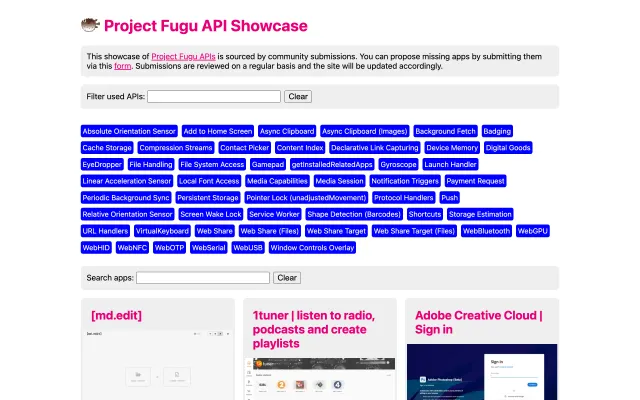 Project Fugu API Showcase
This showcase of Project Fugu APIs is sourced by community submissions. You can propose missing apps by submitting them
via this form. Submissions are reviewed on a regular basis and the site will be updated accordingly.
Filter used APIs: Clear
Absolute Orientation Sensor Add to Home Screen Async Clipboard Async Clipboard (Images) Background Fetch Badging
Cache Storage Compression Streams Contact Picker Content Index Declarative Link Capturing Device Memory Digital Goods
EyeDropper File Handling File System Access Gamepad getInstalledRelatedApps Gyroscope Launch Handler
Linear Acceleration Sensor Local Font Access Media Capabilities Media Session Notification Triggers Payment Request
Periodic Background Sync Persistent Storage Pointer Lock (unadjustedMovement) Protocol Handlers Push
Relative Orientation Sensor Screen Wake Lock Service Worker Shape Detection (Barcodes) Shortcuts Storage Estimation
URL Handlers VirtualKeyboard Web Share Web Share (Files) Web Share Target Web Share Target (Files) WebBluetooth WebGPU
WebHID WebNFC WebOTP WebSerial WebUSB Window Controls Overlay
Search apps: Clear
[md.edit]
1tuner | listen to radio,
podcasts and create
playlists
Adobe Creative Cloud |
Sign in
[md.edit]
Sign in